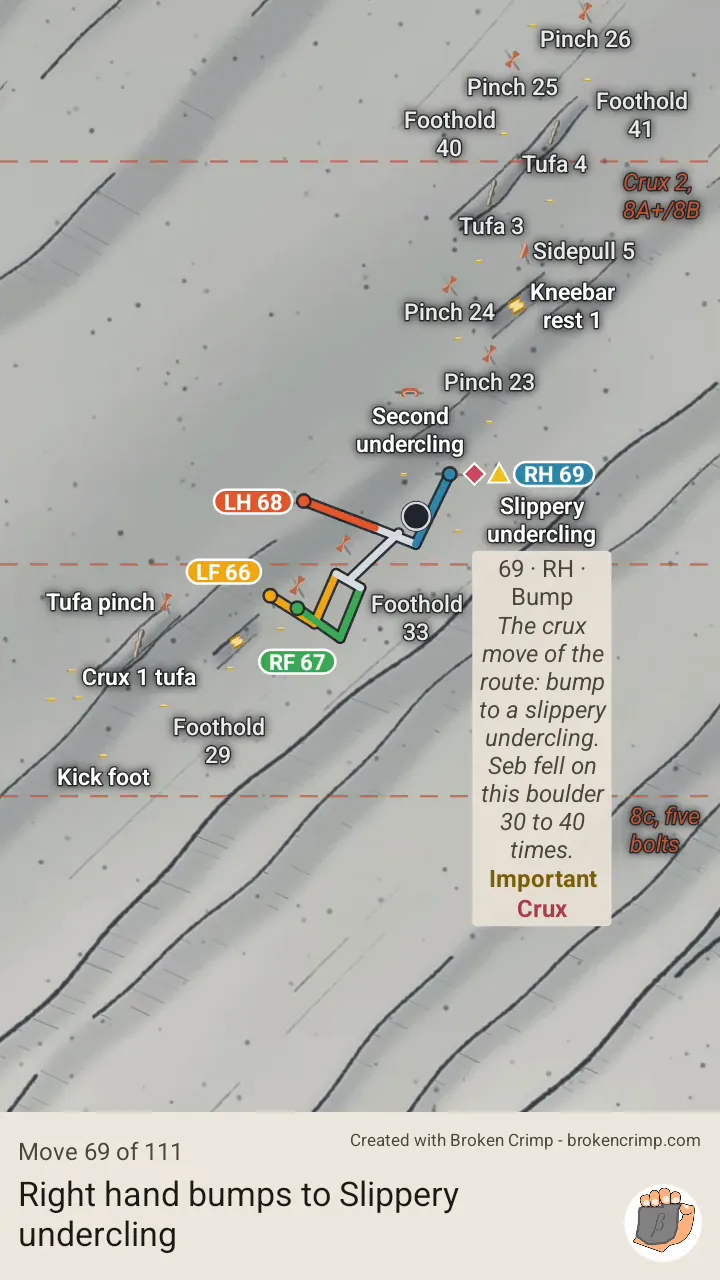 Pinch 26
Pinch 25
Foothold
41
Foothold
40
Tufa 4
Crux 2,
8A+/8B
Tufa 3
Sidepull 5
Kneebar
rest 1
Pinch 24
Pinch 23
Second
undercling
RH 69
LH 68
Slippery
undercling
LF 66
69 · RH ·
Bump
The crux
move of the
route: bump
to a slippery
undercling.
Seb fell on
this boulder
30 to 40
times.
Important
Crux
Tufa pinch
Foothold
33
RF 67
Crux 1 tufa
Foothold
29
Kick foot
8c, five
bolts
Created with Broken Crimp - brokencrimp.com
Move 69 of 111
Right hand bumps to Slippery
undercling
β